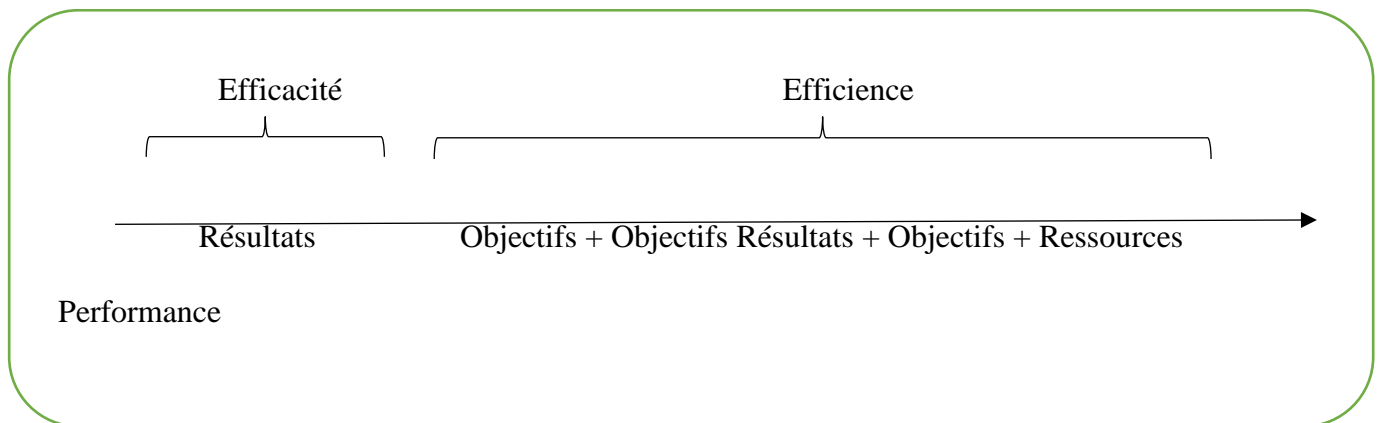 Efficacité Efficience
Résultats Objectifs + Objectifs Résultats + Objectifs + Ressources
Performance